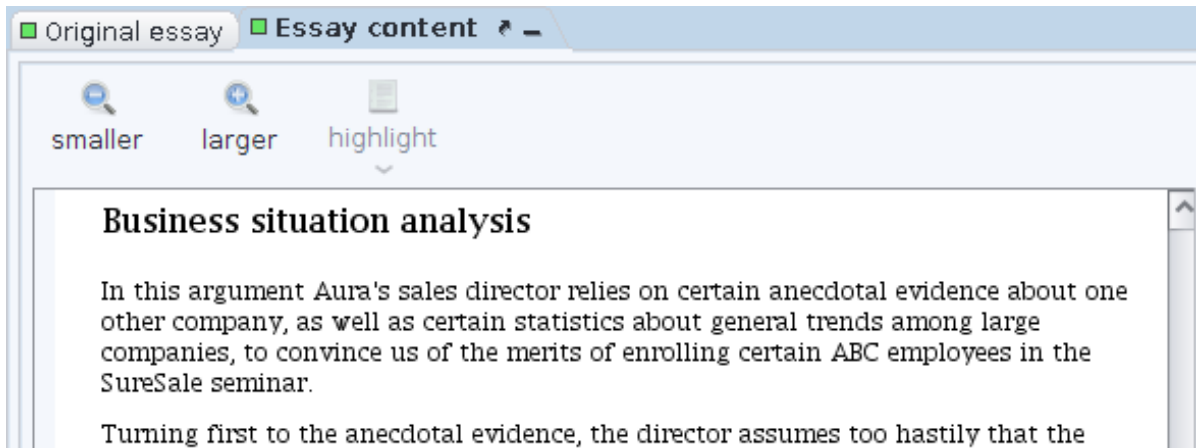 Original essay Essay content
smaller larger highlight
Business situation analysis
In this argument Aura's sales director relies on certain anecdotal evidence about one
other company, as well as certain statistics about general trends among large
companies, to convince us of the merits of enrolling certain ABC employees in the
SureSale seminar.
Turning first to the anecdotal evidence, the director assumes too hastily that the